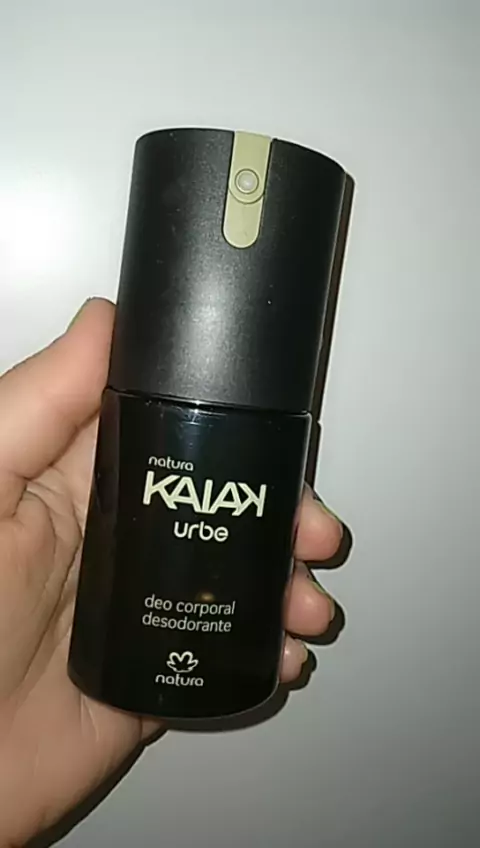 natura
KAIAK
urbe
deo corporal
desodorante
natura